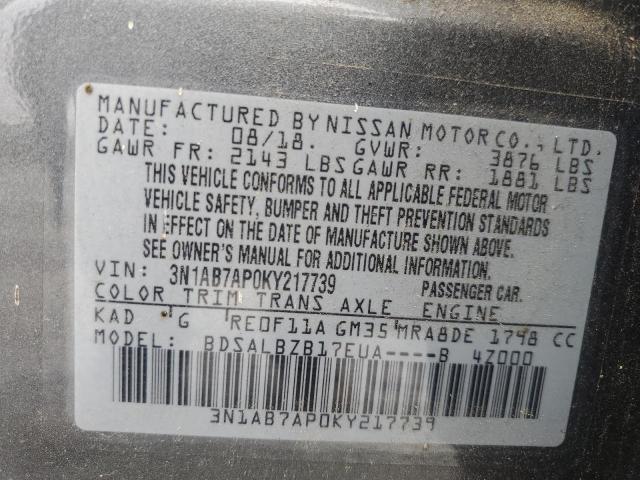 MANUFACTURED BY NISSAN MOTOR CO., LTD.
DATE: 08/18. GVWR: 3876 LBS
GAWR FR: 2143 LBS GAWR RR: 1881 LBS
THIS VEHICLE CONFORMS TO ALL APPLICABLE FEDERAL MOTOR
VEHICLE SAFETY, BUMPER AND THEFT PREVENTION STANDARDS
IN EFFECT ON THE DATE OF MANUFACTURE SHOWN ABOVE.
SEE OWNER'S MANUAL FOR ADDITIONAL INFORMATION.
VIN: 3N1AB7AP0KY217739 PASSENGER CAR.
COLOR TRIM TRANS AXLE ENGINE
KAD G RE0F11A GM35 MRA8DE 1798 CC
MODEL: BDSALBZB17EUA----B 4Z000
3N1AB7AP0KY217739